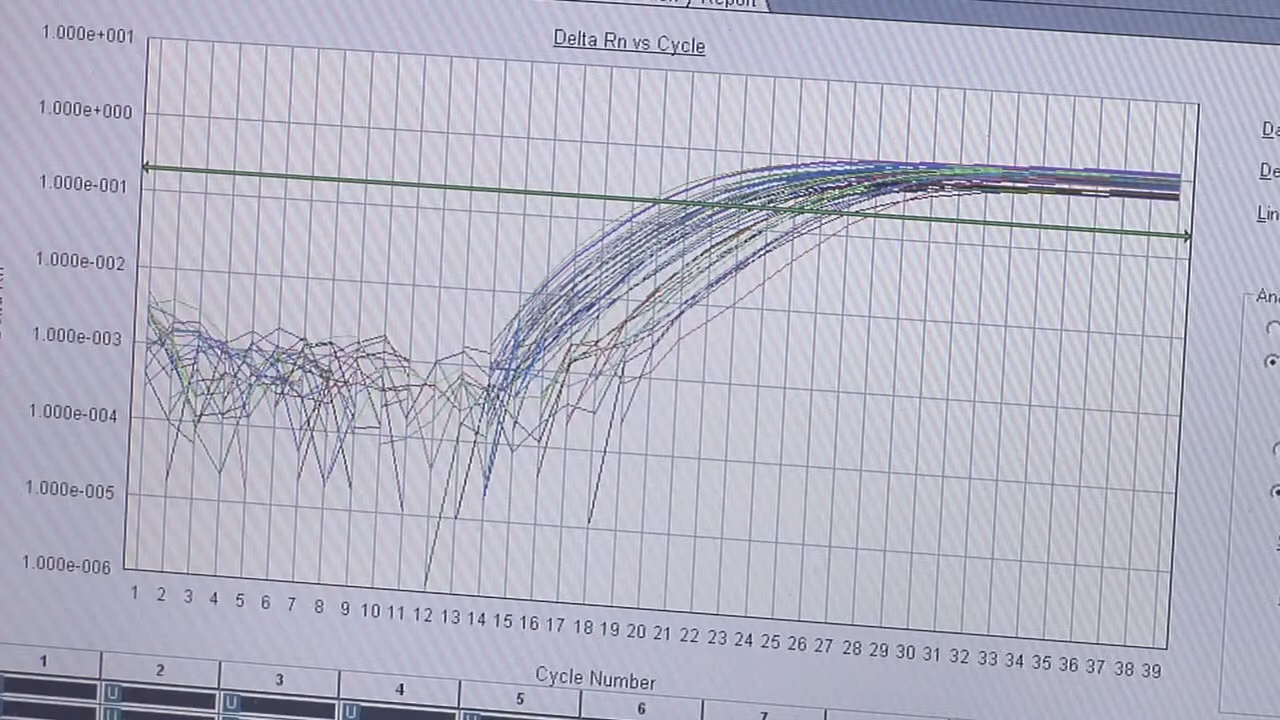 Report
Delta Rn vs Cycle
1.000e+001
1.000e+000
1.000e-001
1.000e-002
1.000e-003
1.000e-004
1.000e-005
1.000e-006
1 2 3 4 5 6 7 8 9 10 11 12 13 14 15 16 17 18 19 20 21 22 23 24 25 26 27 28 29 30 31 32 33 34 35 36 37 38 39
Cycle Number
1 2 3 4 5 6 7
U U U
U